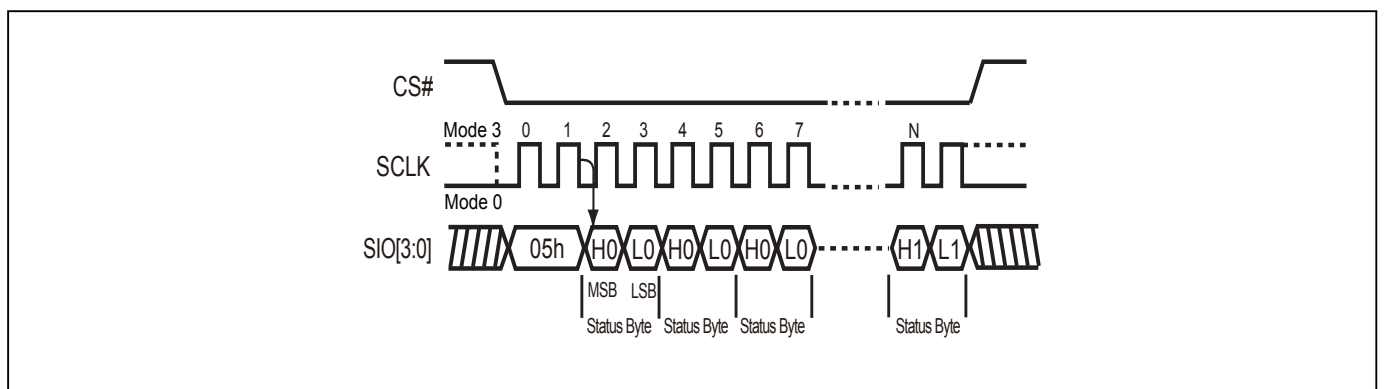 CS#
Mode 3 0 1 2 3 4 5 6 7 N
SCLK
Mode 0
SIO[3:0] 05h H0 L0 H0 L0 H0 L0 H1 L1
MSB LSB
Status Byte Status Byte Status Byte Status Byte